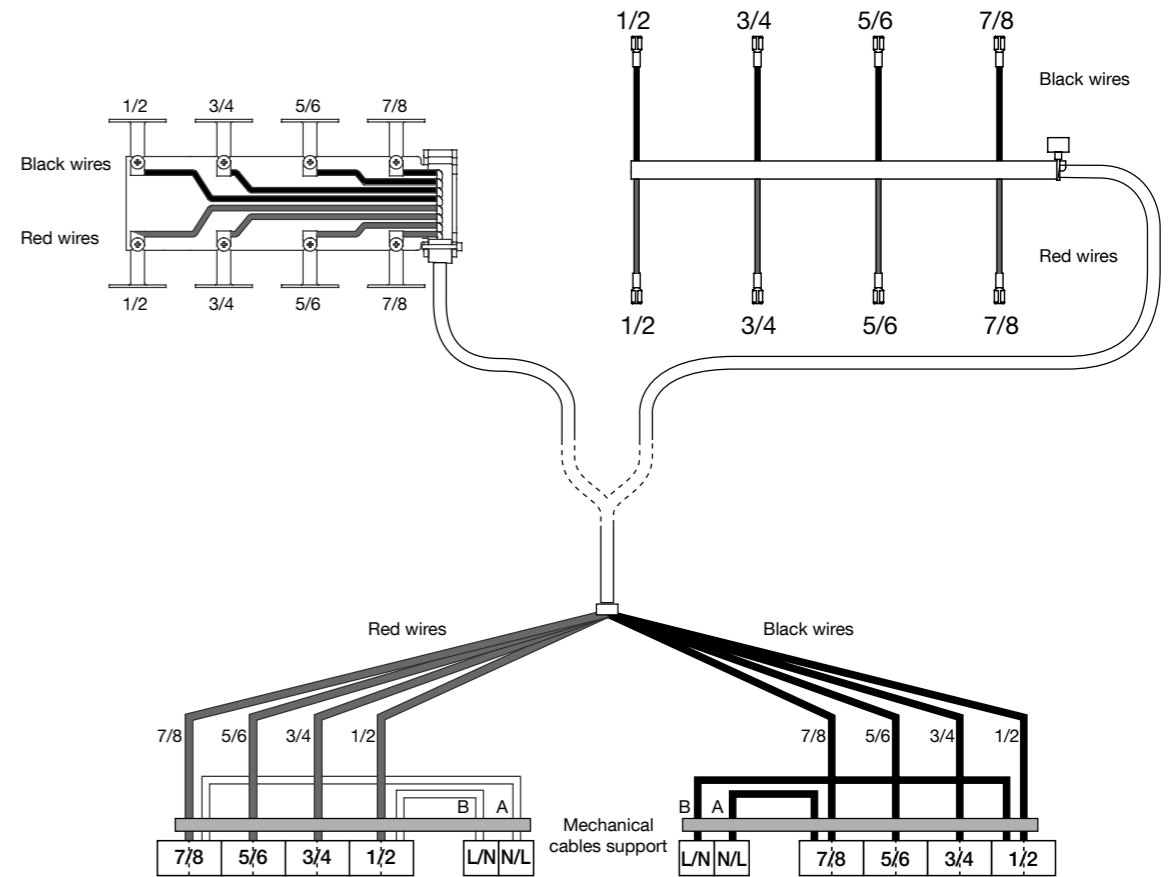 1/2 3/4 5/6 7/8
Black wires
1/2 3/4 5/6 7/8
Black wires
Red wires
Red wires
1/2 3/4 5/6 7/8
1/2 3/4 5/6 7/8
Red wires
Black wires
7/8 5/6 3/4 1/2
7/8 5/6 3/4 1/2
B A
B A
Mechanical
cables support
7/8 5/6 3/4 1/2 L/N N/L
L/N N/L 7/8 5/6 3/4 1/2